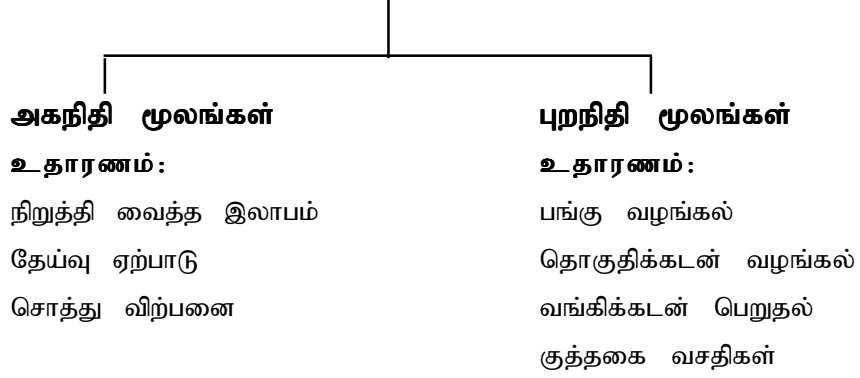 அகநிதி மூலங்கள்
உதாரணம்:
நிறுத்தி வைத்த இலாபம்
தேய்வு ஏற்பாடு
சொத்து விற்பனை
புறநிதி மூலங்கள்
உதாரணம்:
பங்கு வழங்கல்
தொகுதிக்கடன் வழங்கல்
வங்கிக்கடன் பெறுதல்
குத்தகை வசதிகள்